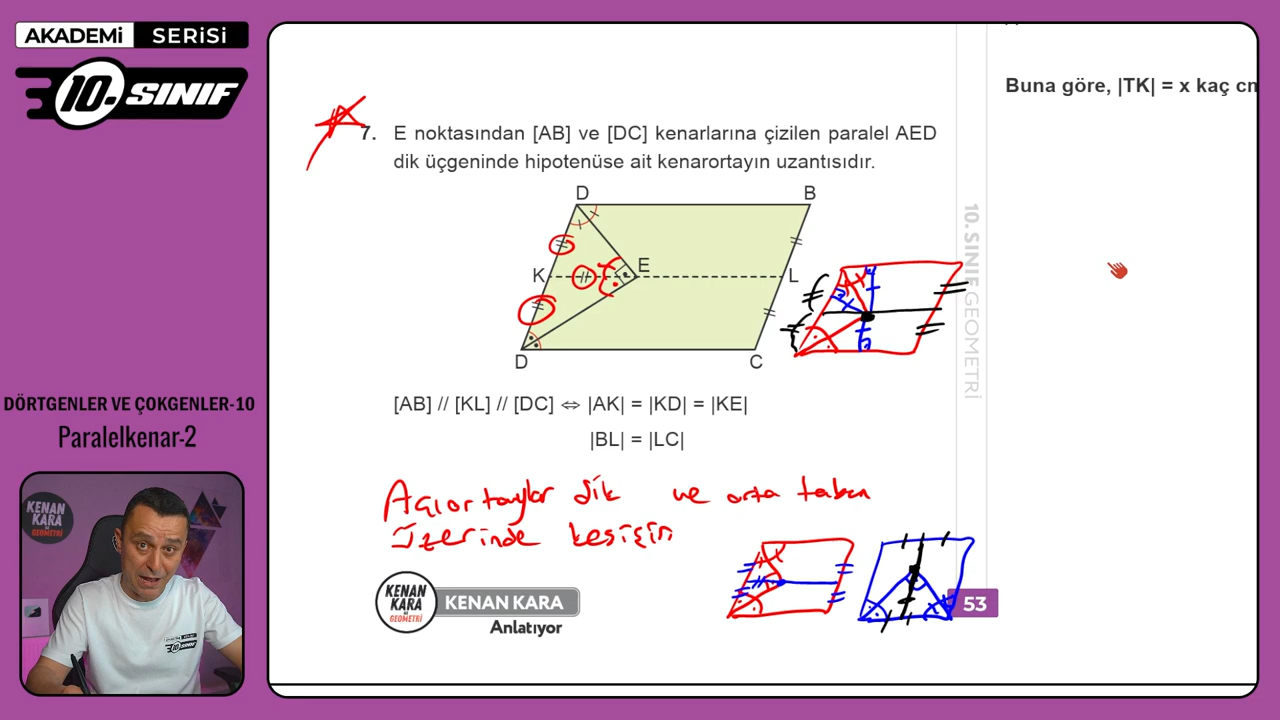 AKADEMİ SERİSİ
10. SINIF
Buna göre, |TK| = x kaç cm
7. E noktasından [AB] ve [DC] kenarlarına çizilen paralel AED
dik üçgeninde hipotenüse ait kenarortayın uzantısıdır.
D B
K E L
D C
10. SINIF GEOMETRİ
[AB] // [KL] // [DC] ⇔ |AK| = |KD| = |KE|
|BL| = |LC|
Açıortaylar dik ve orta taban
üzerinde kesişir
DÖRTGENLER VE ÇOKGENLER-10
Paralelkenar-2
KENAN KARA GEOMETRİ
KENAN KARA
Anlatıyor
53
KENAN KARA GEOMETRİ
10. SINIF